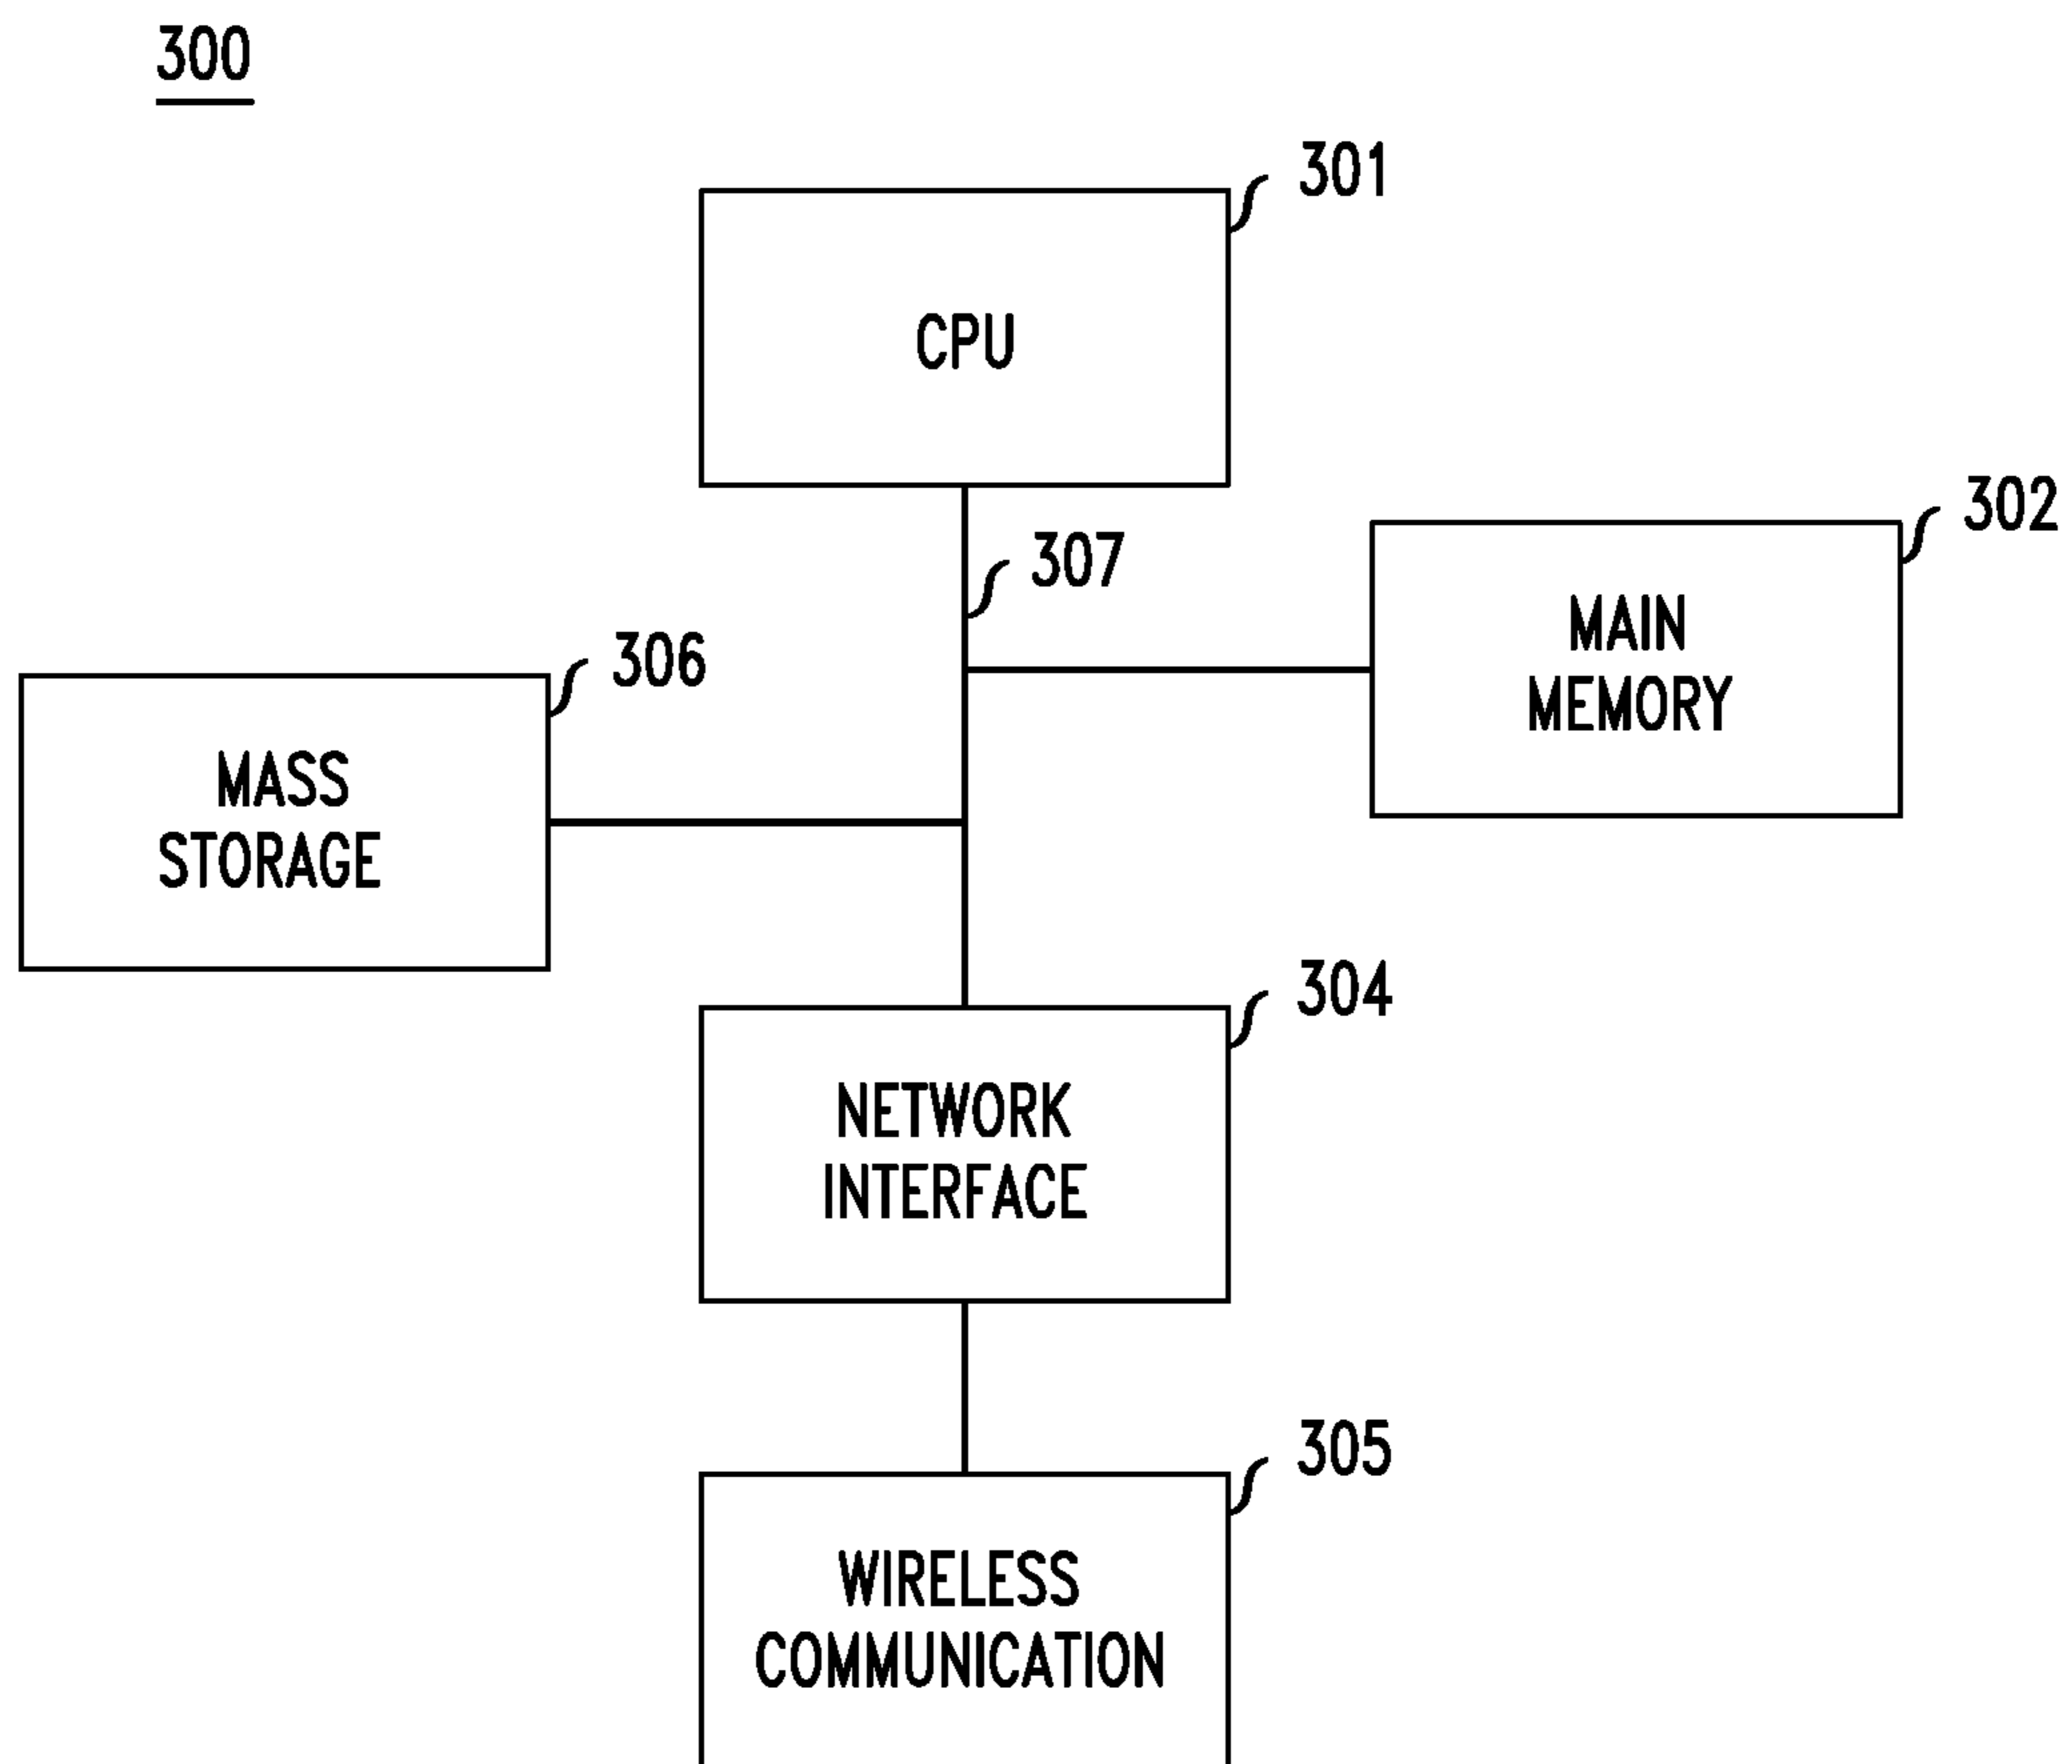 300
301
CPU
302
307
MAIN
MEMORY
306
MASS
STORAGE
304
NETWORK
INTERFACE
305
WIRELESS
COMMUNICATION